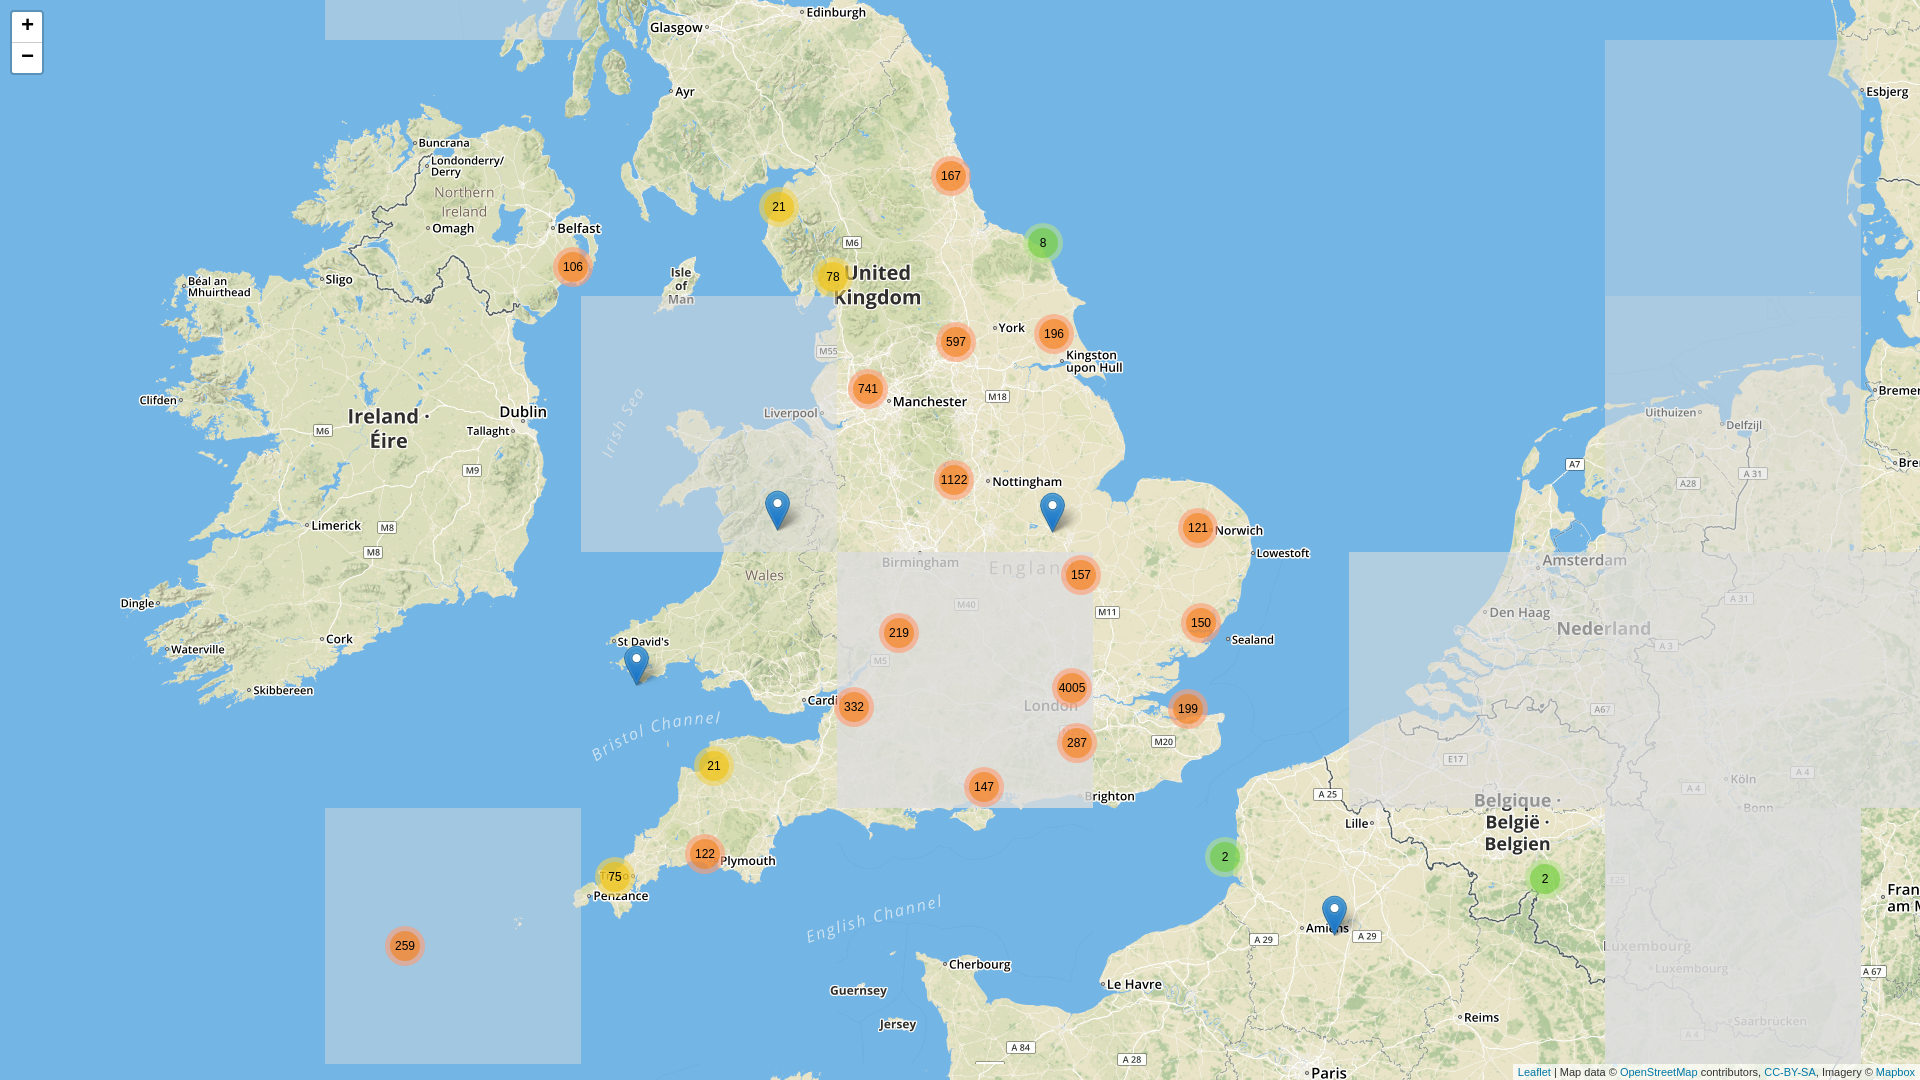 +
−
Glasgow
Edinburgh
Ayr
Esbjerg
Buncrana
Londonderry/
Derry
Northern
Ireland
Omagh
Belfast
167
21
8
M6
106
78
United
Kingdom
Isle
of
Man
Sligo
Béal an
Mhuirthead
York
196
597
M55
Kingston
upon Hull
741
Manchester
M18
Liverpool
Irish Sea
Clifden
Ireland ·
Éire
M6
Dublin
Tallaght
M9
Uithuizen
Delfzijl
Bremer
Bre
A7
A 31
A28
1122
Nottingham
121
Norwich
Lowestoft
Limerick
M8
M8
Birmingham
Englan
157
Wales
Amsterdam
M40
M11
A 31
Dingle
Den Haag
Nederland
Cork
Waterville
St David's
219
150
Sealand
M5
A 3
Skibbereen
4005
London
Cardi
332
199
A67
Bristol Channel
287
M20
E17
21
147
Brighton
Köln
A 4
A 4
Bonn
A 25
Belgique ·
België ·
Belgien
Lille
122
Plymouth
2
75
Penzance
2
E25
Fran
am M
English Channel
Amiens
A 29
A 29
259
Luxembourg
Luxembourg
A 67
Cherbourg
Le Havre
Guernsey
Jersey
Reims
Saarbrücken
A 4
A 84
A 28
Paris
Leaflet | Map data © OpenStreetMap contributors, CC-BY-SA, Imagery © Mapbox